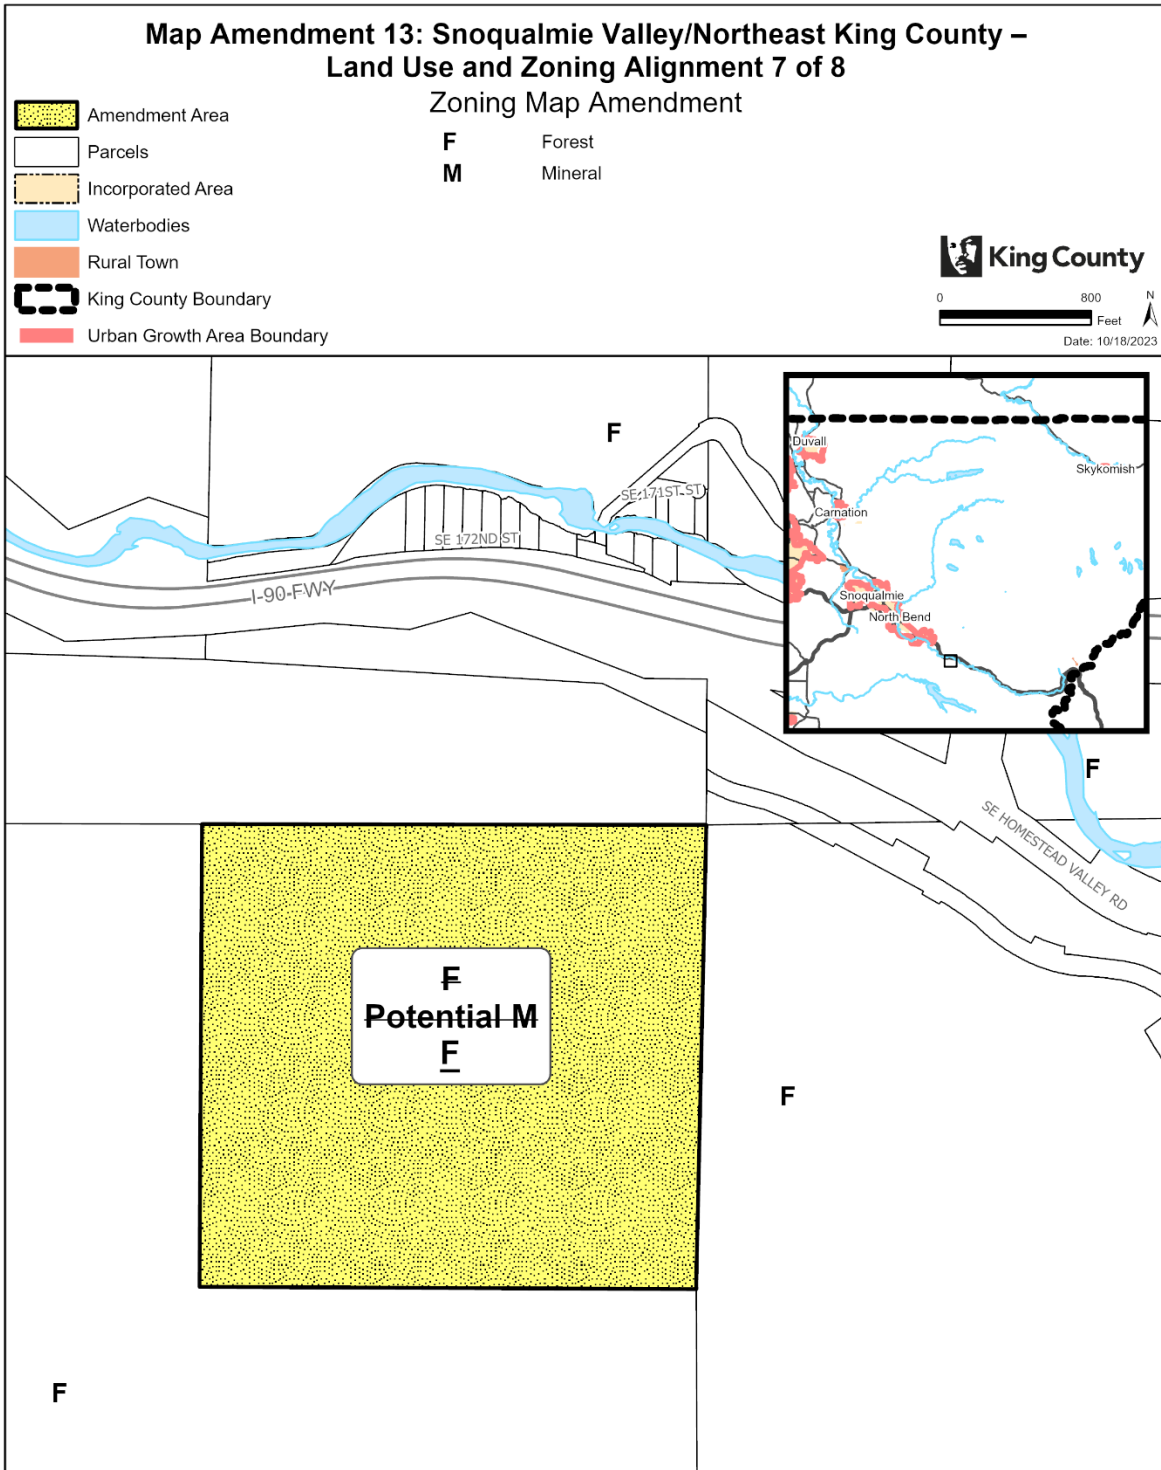 Map Amendment 13: Snoqualmie Valley/Northeast King County –
Land Use and Zoning Alignment 7 of 8
Zoning Map Amendment
Amendment Area
Parcels
Incorporated Area
Waterbodies
Rural Town
King County Boundary
Urban Growth Area Boundary
F Forest
M Mineral
King County
0 800
Feet
N
Date: 10/18/2023
F
SE 171ST ST
SE 172ND ST
I-90 FWY
Duvall
Skykomish
Carnation
Snoqualmie
North Bend
F
SE HOMESTEAD VALLEY RD
F
Potential M
F
F
F